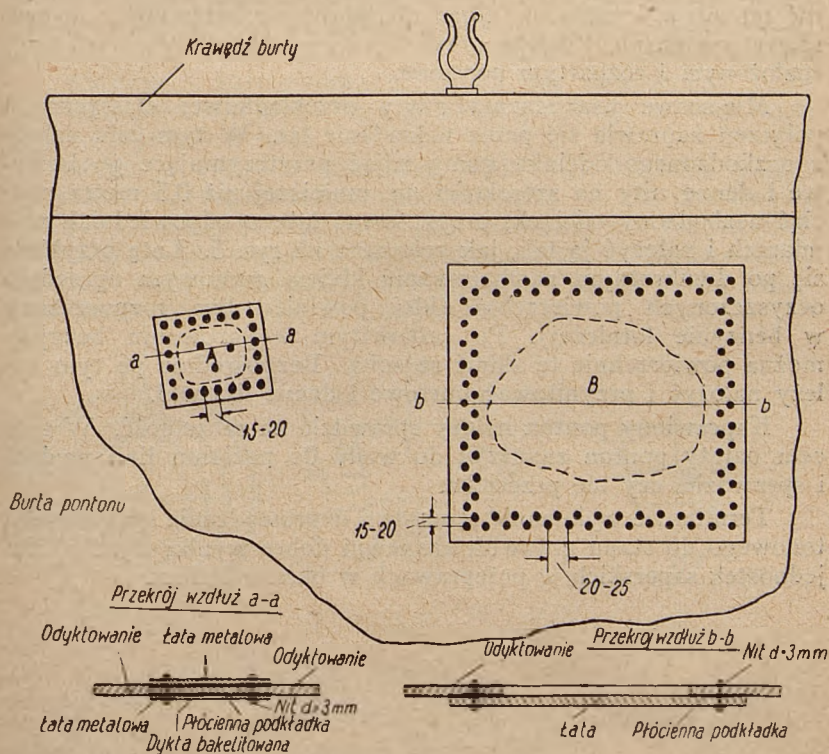 Krawędź burty
a
A
a
15-20
b
B
b
15-20
20-25
Burta pontonu
Przekrój wzdłuż a-a
Odyktowanie
Łata metalowa
Odyktowanie
Nit d=3mm
Łata metalowa
Płócienna podkładka
Dykta bakelitowana
Przekrój wzdłuż b-b
Odyktowanie
Nit d=3mm
Łata
Płócienna podkładka